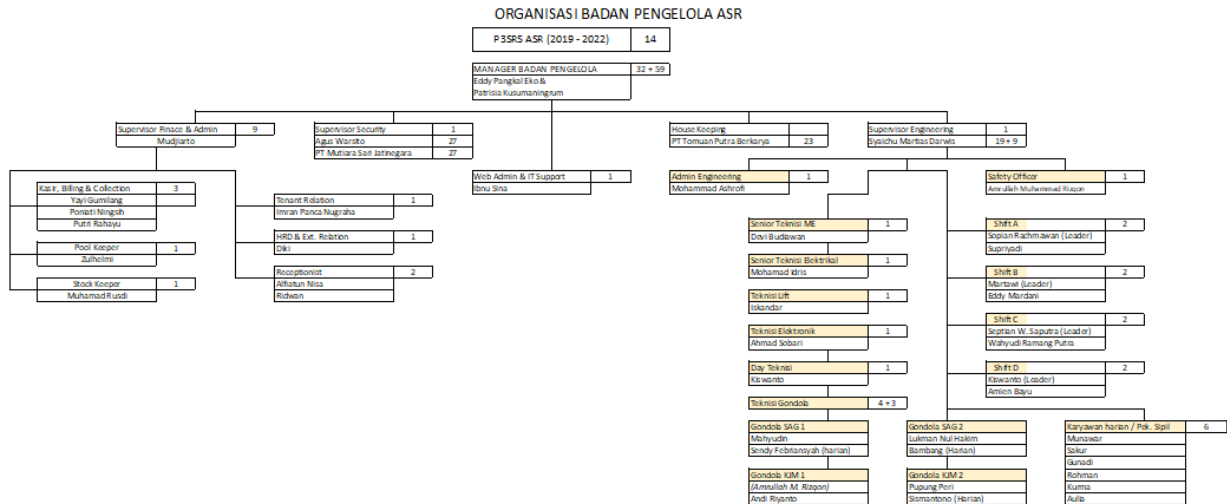 ORGANISASI BADAN PENGELOLA ASR
P3SRS ASR (2019 - 2022) 14
MANAGER BADAN PENGELOLA 32 + 59
Eddy Pangkal Eko &
Patrisia Kusumaningrum
Supervisor Finace & Admin 9
Mudjiarto
Supervisor Security 1
Agus Warsito 27
PT Mutiara Sari Jatinegara 27
House Keeping
PT Tomuan Putra Berkarya 23
Supervisor Engineering 1
Syaichu Martias Darwis 19 + 9
Kasir, Billing & Collection 3
Yayi Gumilang
Poniati Ningsih
Putri Rahayu
Pool Keeper 1
Zulhelmi
Stock Keeper 1
Muhamad Rusdi
Tenant Relation 1
Imran Panca Nugraha
HRD & Ext. Relation 1
Diki
Receptionist 2
Alfiatun Nisa
Ridwan
Web Admin & IT Support 1
Ibnu Sina
Admin Engineering 1
Mohammad Ashrofi
Safety Officer 1
Amrullah Muhammad Rizqon
Senior Teknisi ME 1
Devi Budiawan
Senior Teknisi Elektrikal 1
Mohamad Idris
Teknisi Lift 1
Iskandar
Teknisi Elektronik 1
Ahmad Sobari
Day Teknisi 1
Kiswanto
Teknisi Gondola 4 + 3
Shift A 2
Sopian Rachmawan (Leader)
Supriyadi
Shift B 2
Martawi (Leader)
Eddy Mardani
Shift C 2
Septian W. Saputra (Leader)
Wahyudi Ramang Putra
Shift D 2
Kiswanto (Leader)
Amien Bayu
Gondola SAG 1
Mahyudin
Sendy Febriansyah (harian)
Gondola KJM 1
(Amrullah M. Rizqon)
Andi Riyanto
Gondola SAG 2
Lukman Nul Hakim
Bambang (Harian)
Gondola KJM 2
Pupung Peri
Sismantono (Harian)
Karyawan harian / Pek. Sipil 6
Munawar
Sakur
Gunadi
Rohman
Kurma
Aulia